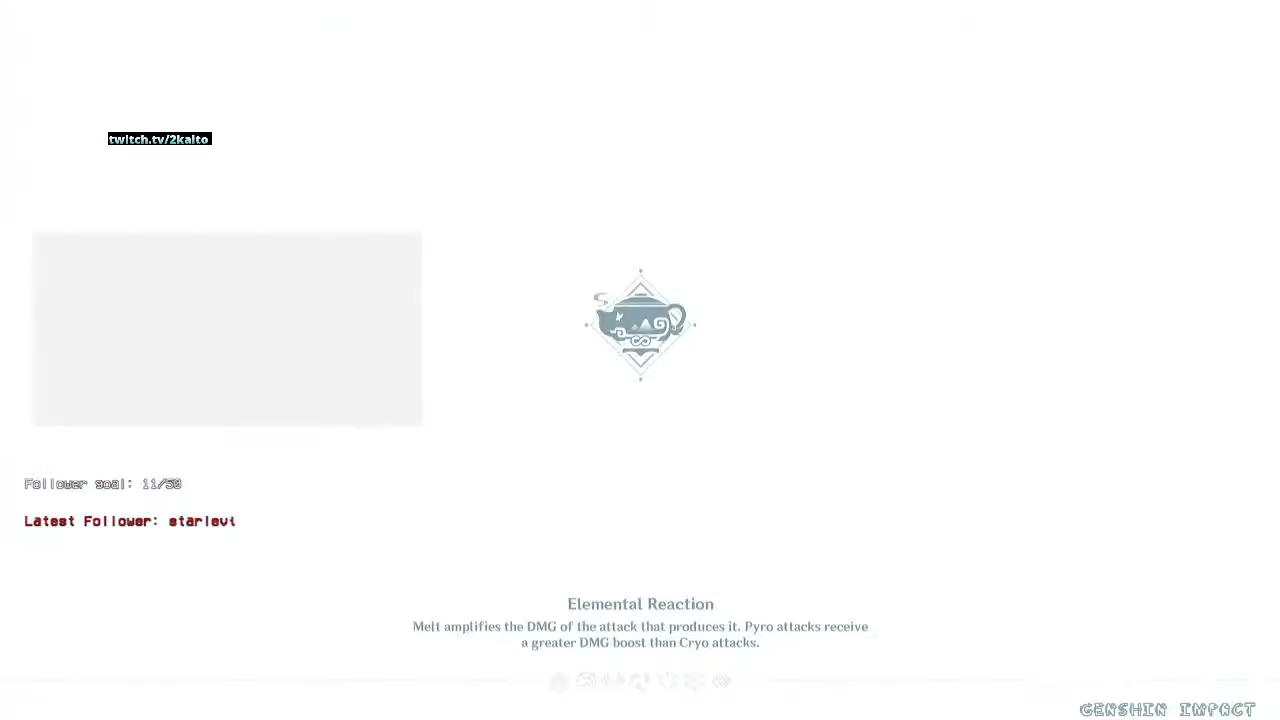 twitch.tv/2kaito
Follower goal: 11/50
Latest Follower: starlevi
Elemental Reaction
Melt amplifies the DMG of the attack that produces it. Pyro attacks receive
a greater DMG boost than Cryo attacks.
GENSHIN IMPACT